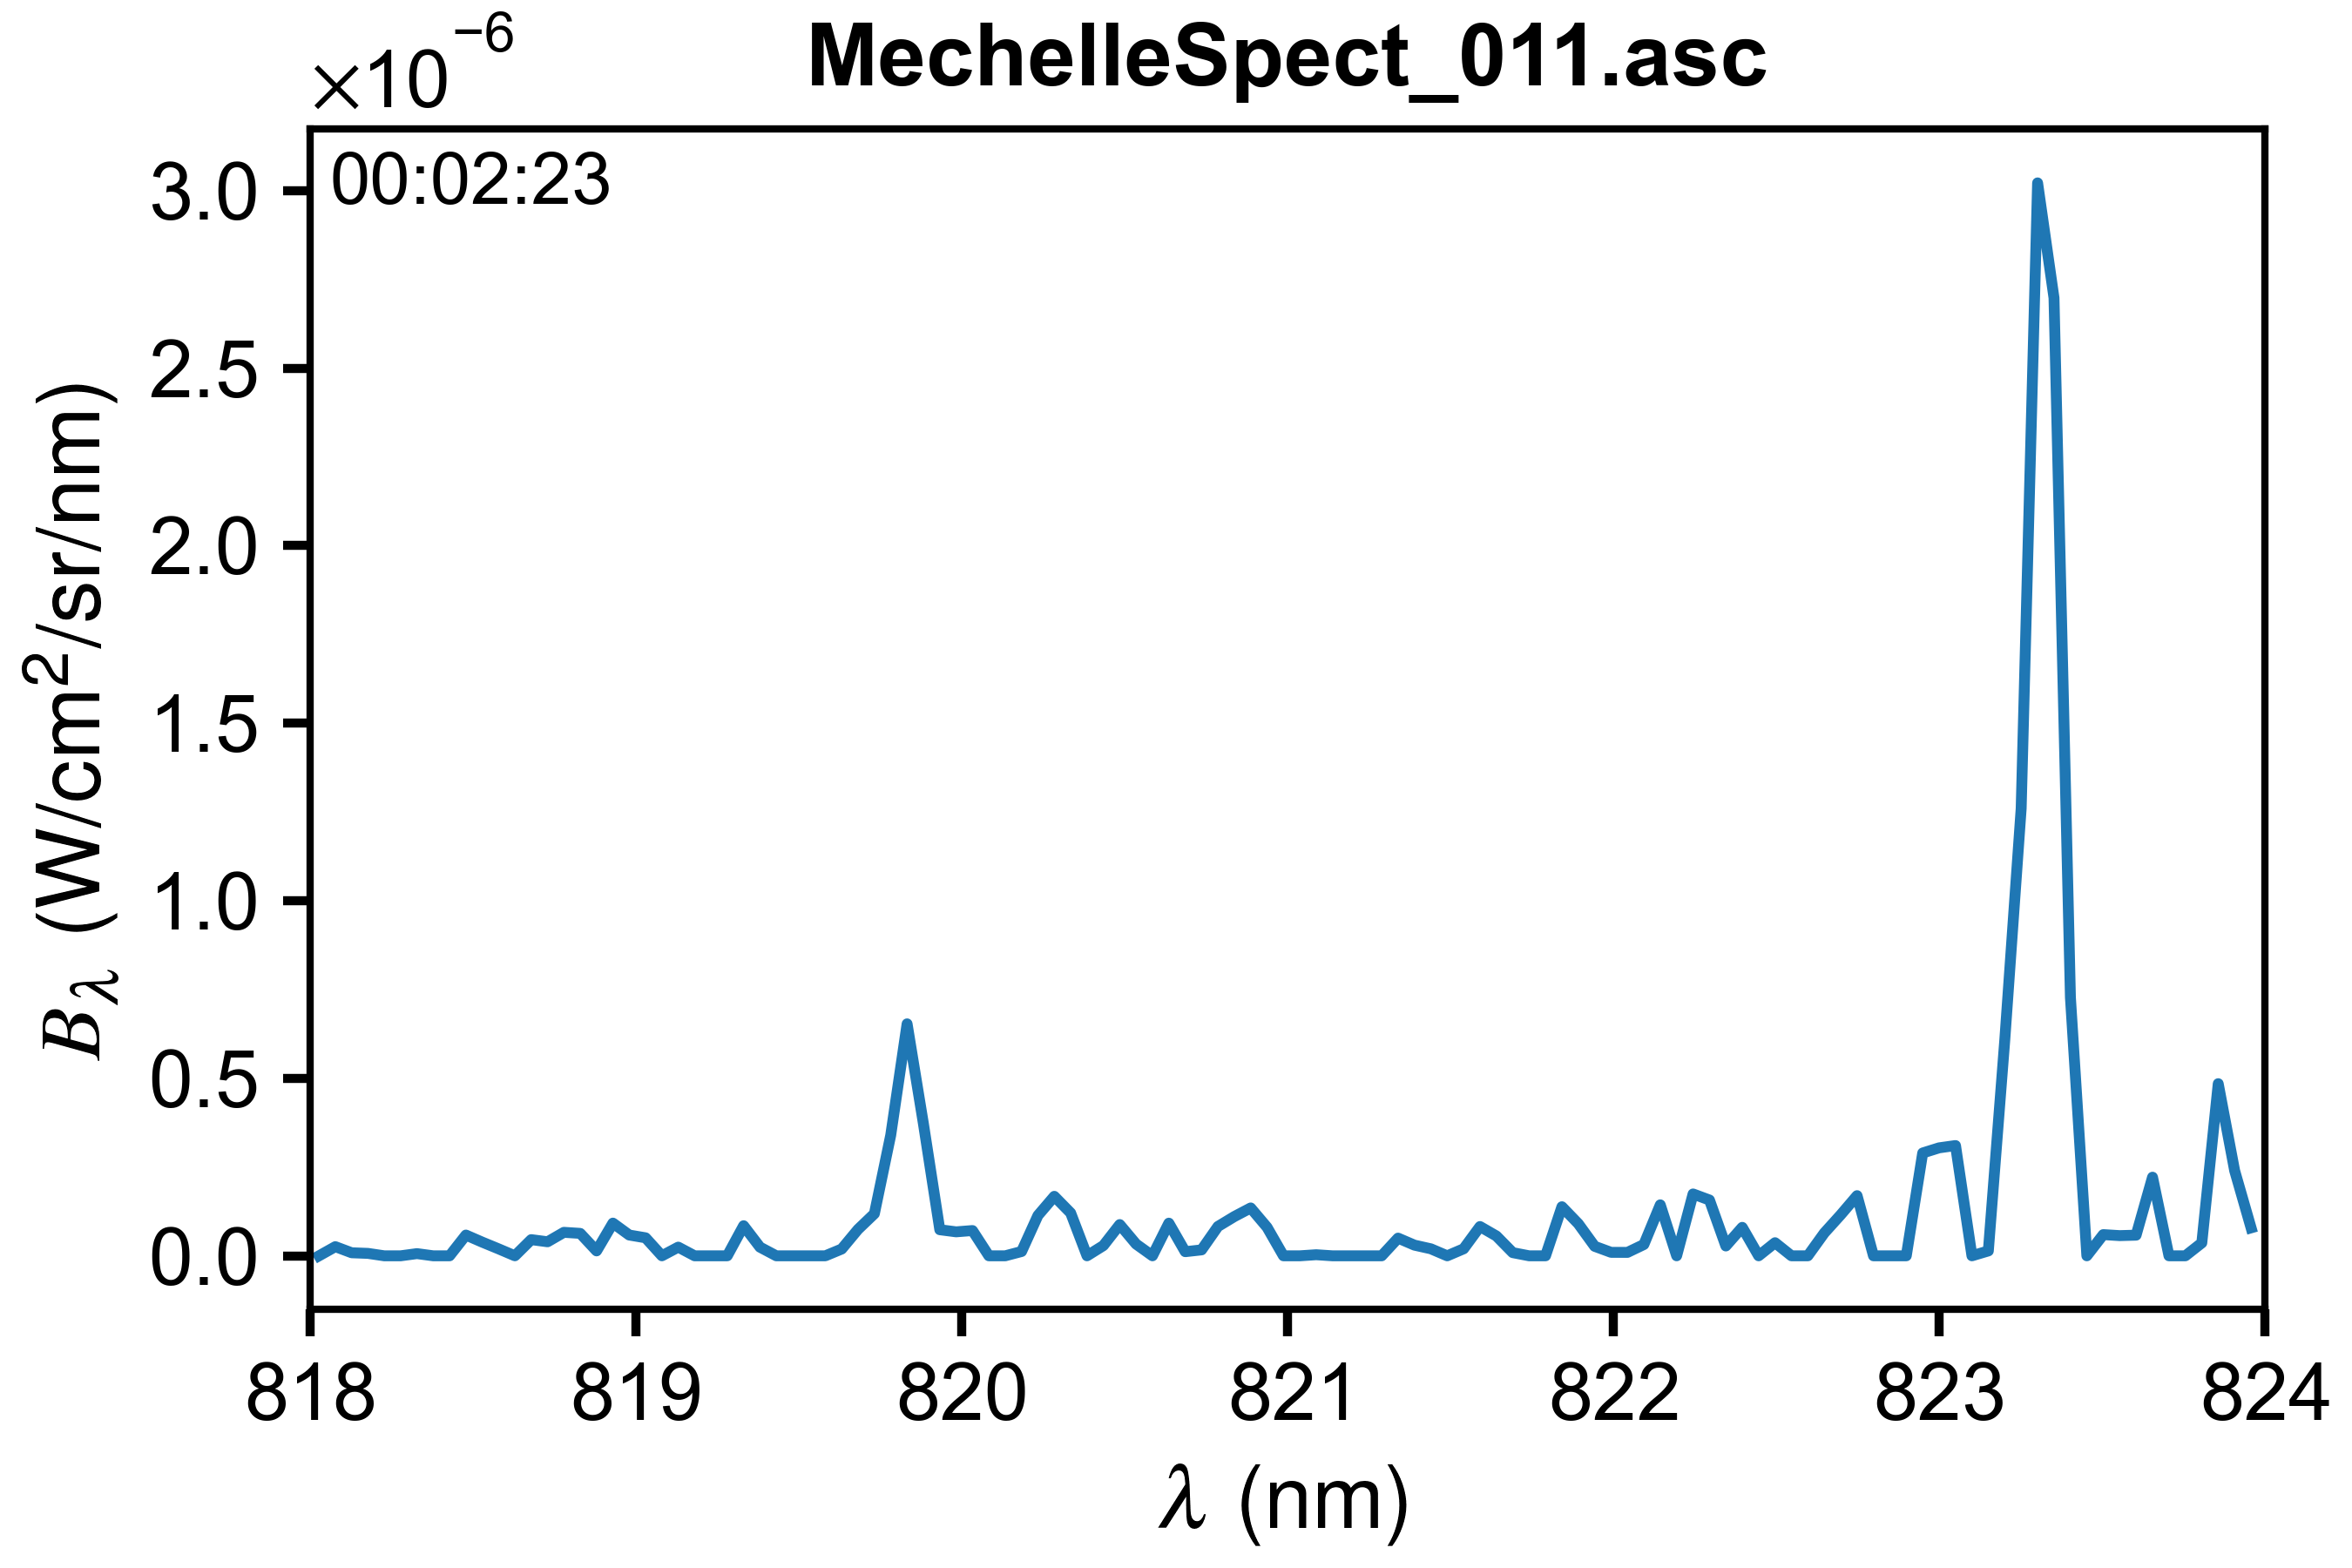 MechelleSpect_011.asc
×10⁻⁶
00:02:23
3.0
2.5
2.0
1.5
1.0
0.5
0.0
B_λ (W/cm²/sr/nm)
818 819 820 821 822 823 824
λ (nm)